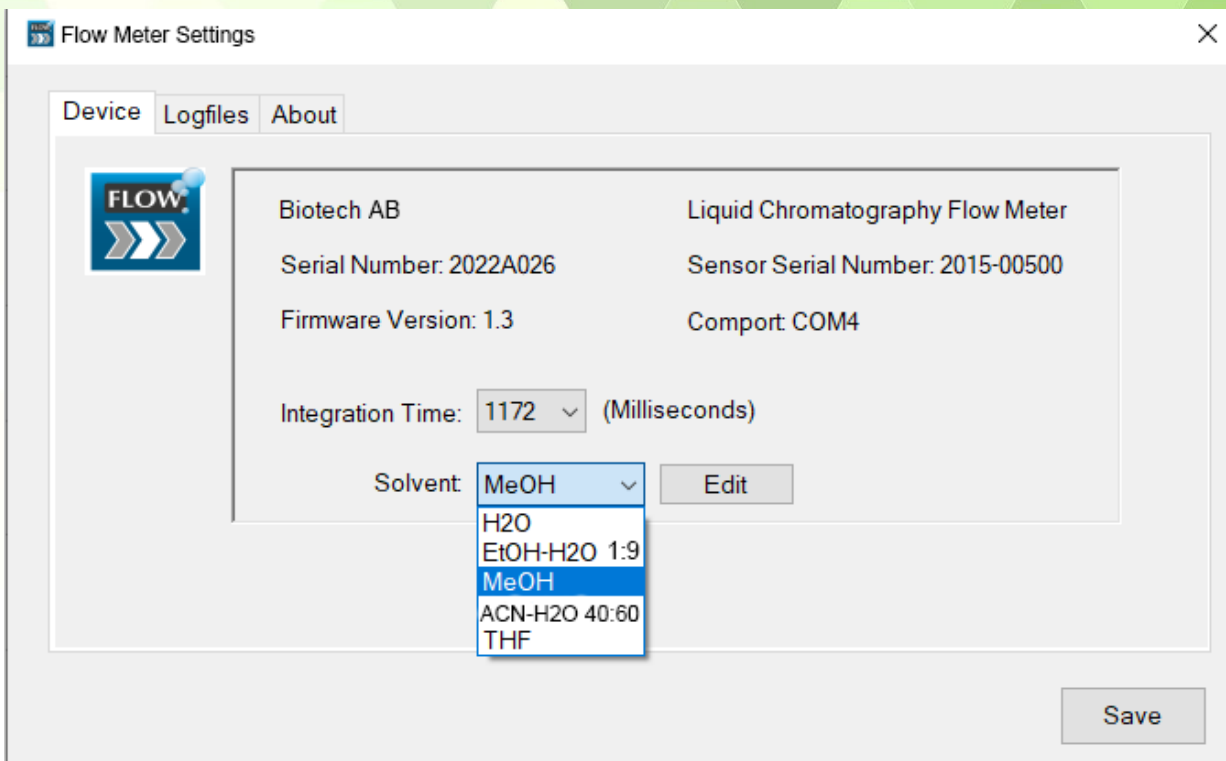 Flow Meter Settings
Device Logfiles About
FLOW
Biotech AB Liquid Chromatography Flow Meter
Serial Number: 2022A026 Sensor Serial Number: 2015-00500
Firmware Version: 1.3 Comport: COM4
Integration Time: 1172 (Milliseconds)
Solvent: MeOH Edit
H2O
EtOH-H2O 1:9
MeOH
ACN-H2O 40:60
THF
Save